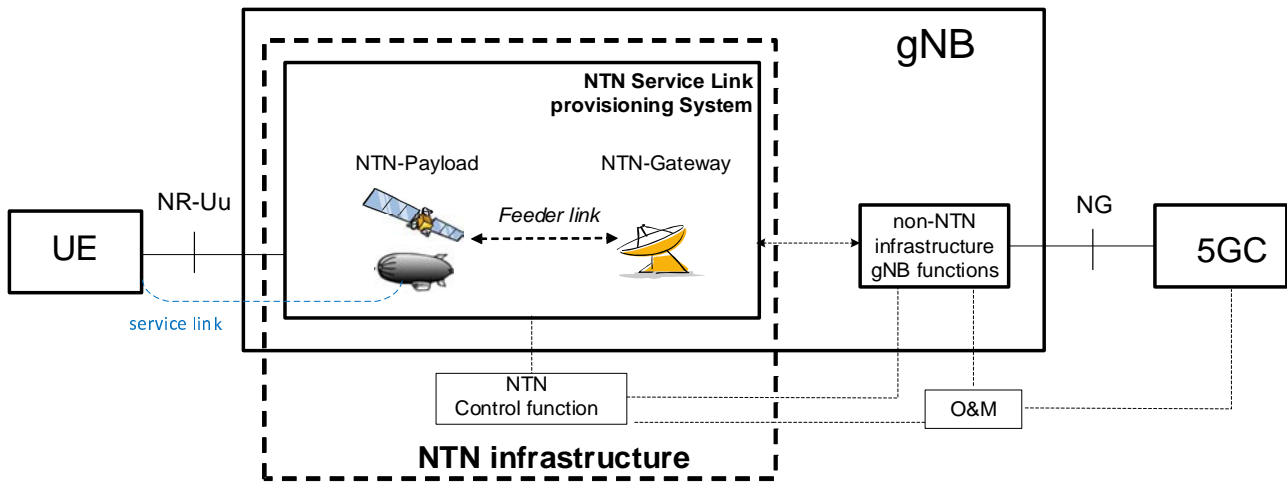 gNB
NTN Service Link
provisioning System
NTN-Payload
NTN-Gateway
NR-Uu
Feeder link
NG
UE
non-NTN
infrastructure
gNB functions
5GC
service link
NTN
Control function
O&M
NTN infrastructure